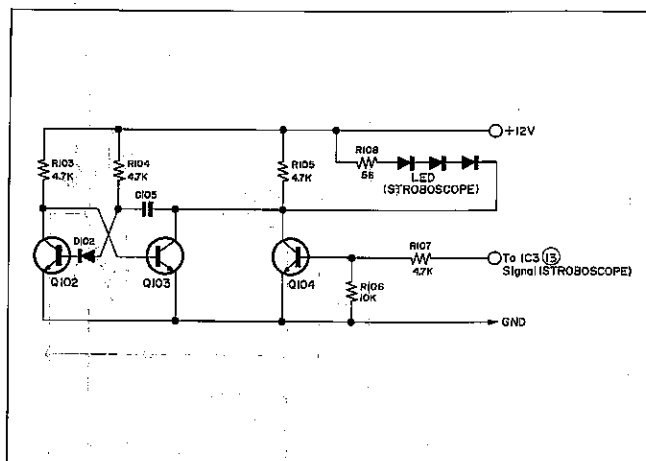 +12V
R103
4.7K
R104
4.7K
R105
4.7K
R108
56
LED
(STROBOSCOPE)
C105
D102
Q102
Q103
Q104
R107
4.7K
R106
10K
To IC3 13
Signal (STROBOSCOPE)
GND